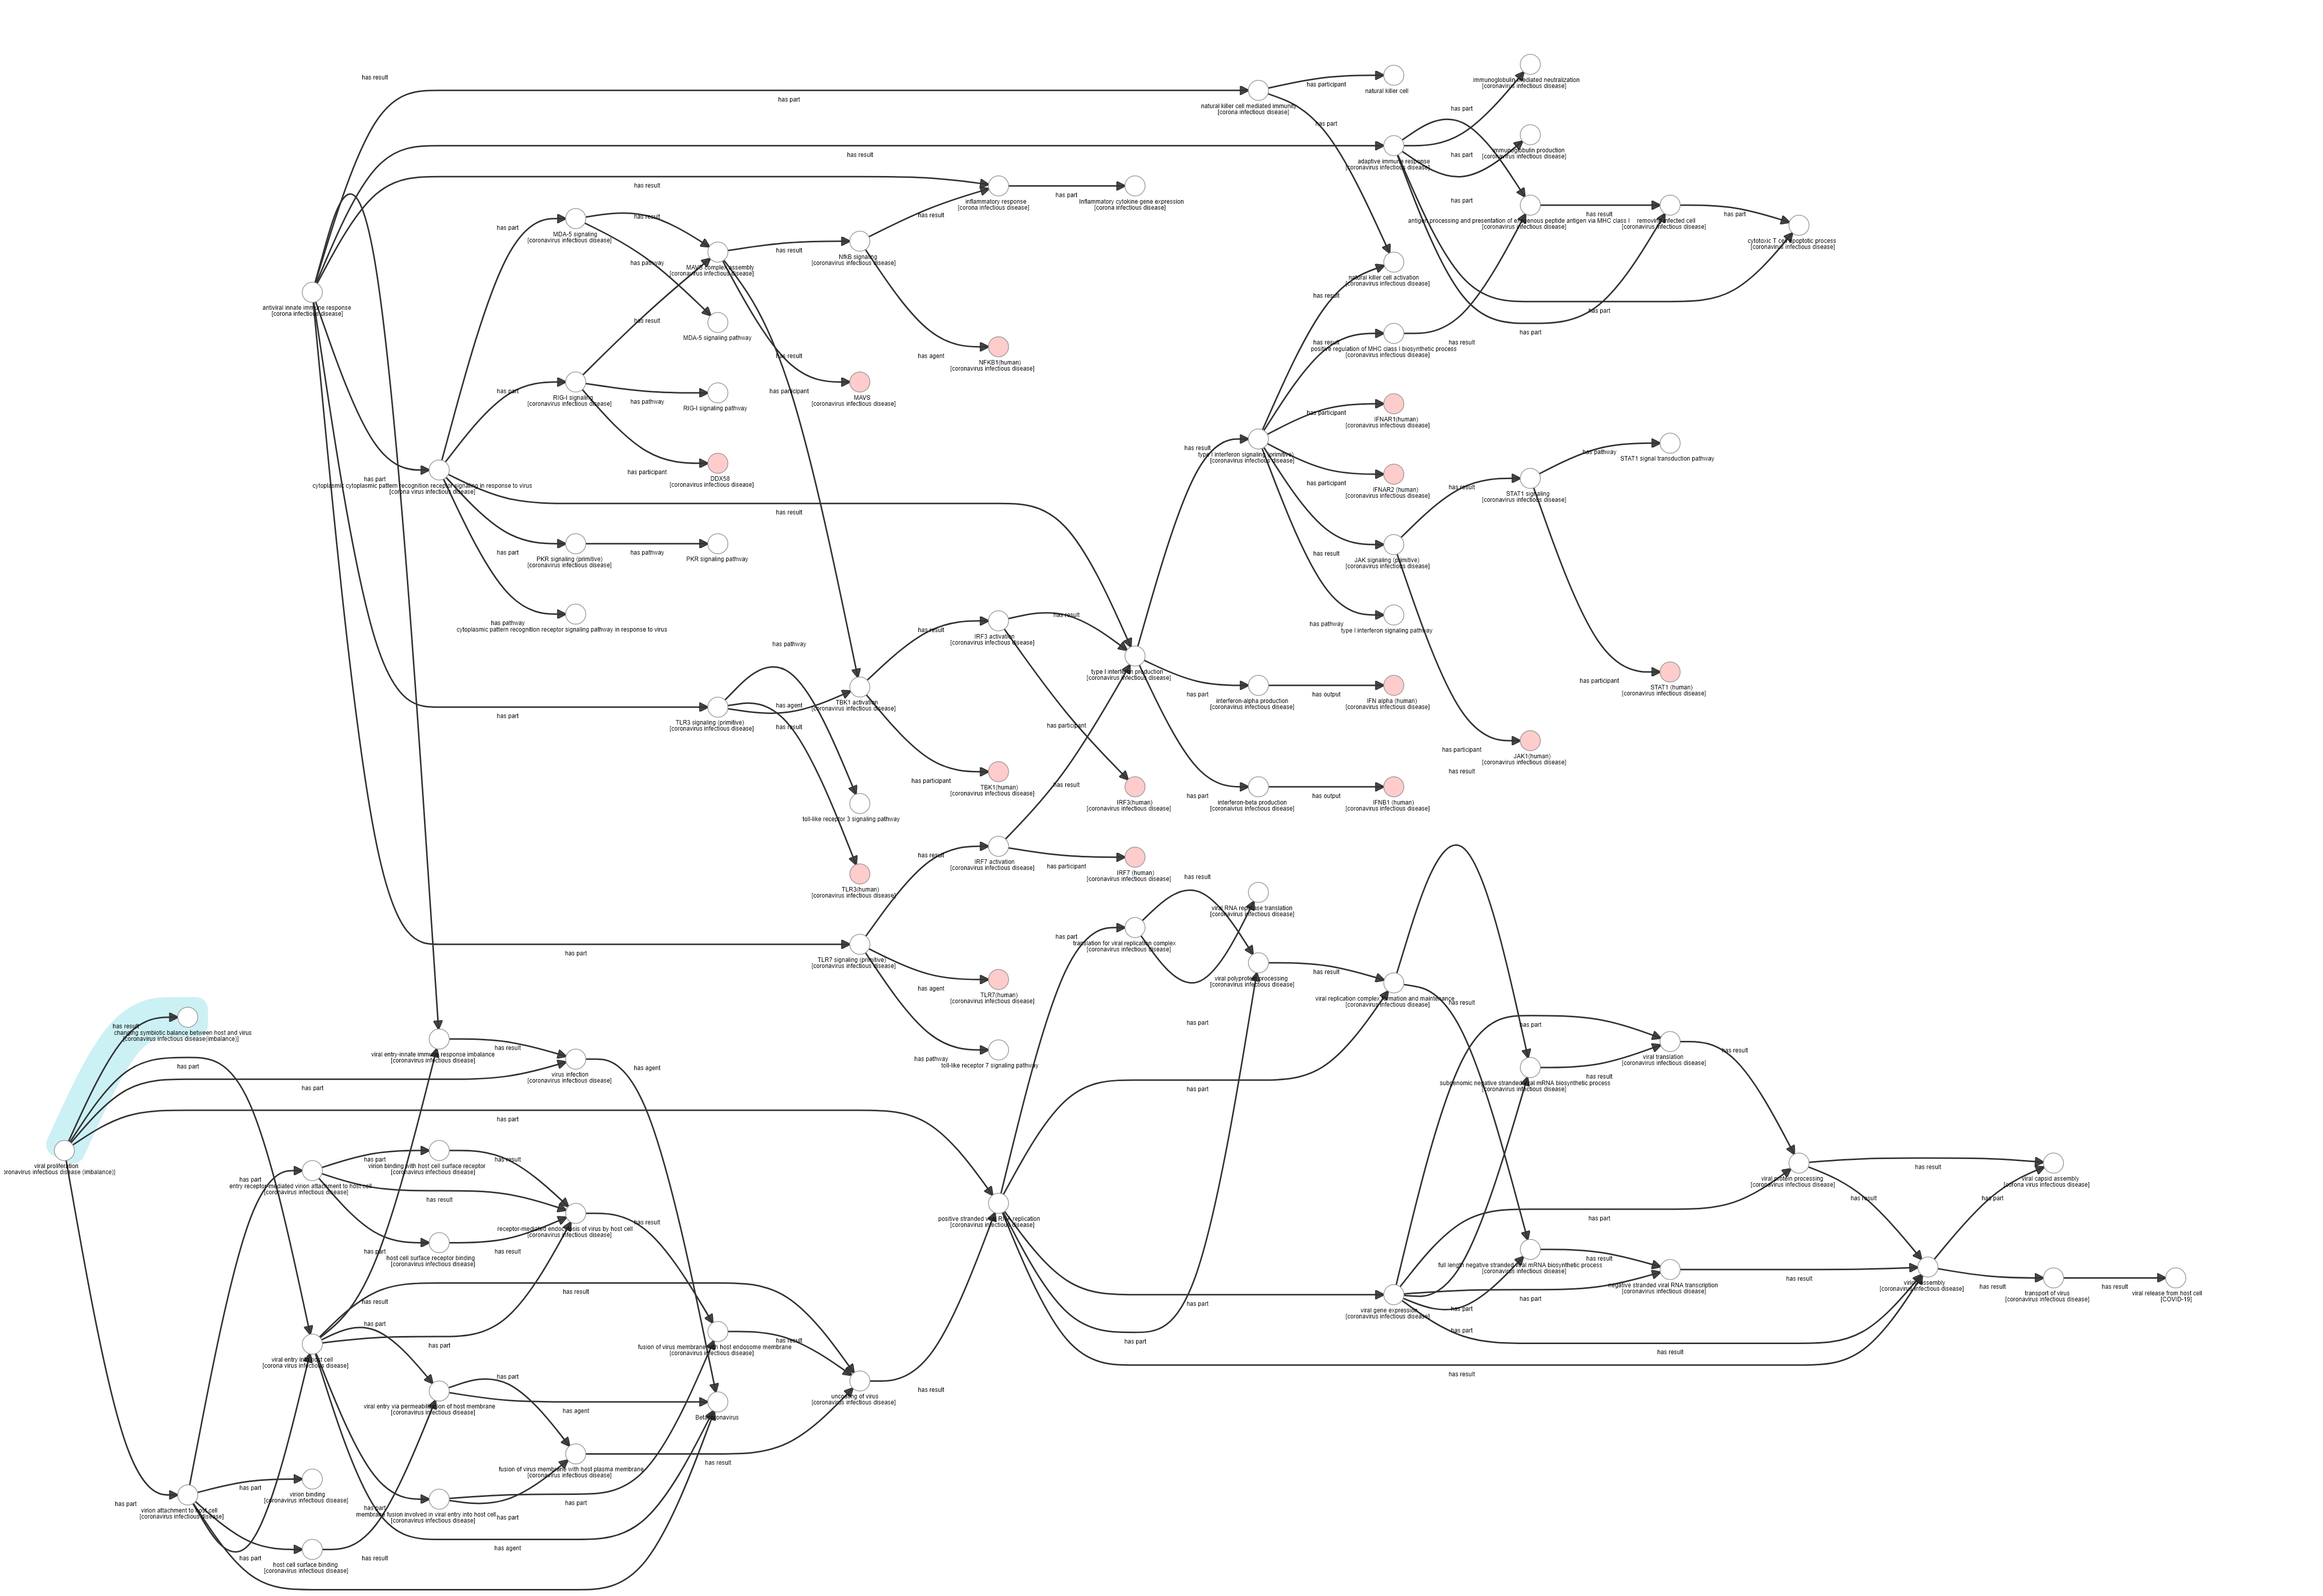 has result
has part
natural killer cell mediated immunity
[corona infectious disease]
has participant
natural killer cell
has part
immunoglobulin mediated neutralization
[coronavirus infectious disease]
has part
has result
adaptive immune response
[coronavirus infectious disease]
has part
immunoglobulin production
[coronavirus infectious disease]
has result
inflammatory response
[corona infectious disease]
has part
Inflammatory cytokine gene expression
[corona infectious disease]
has part
antigen processing and presentation of exogenous peptide antigen via MHC class I
[coronavirus infectious disease]
has result
removing infected cell
[coronavirus infectious disease]
has part
cytotoxic T cell apoptotic process
[coronavirus infectious disease]
has part
MDA-5 signaling
[coronavirus infectious disease]
has result
has pathway
MAVS complex assembly
[coronavirus infectious disease]
has result
NfkB signaling
[coronavirus infectious disease]
has result
antiviral innate immune response
[corona infectious disease]
has result
MDA-5 signaling pathway
has result
has participant
has agent
NFKB1(human)
[coronavirus infectious disease]
MAVS
[coronavirus infectious disease]
has part
RIG-I signaling
[coronavirus infectious disease]
has pathway
RIG-I signaling pathway
has participant
DDX58
[coronavirus infectious disease]
has result
natural killer cell activation
[coronavirus infectious disease]
has part
has part
has result
positive regulation of MHC class I biosynthetic process
[coronavirus infectious disease]
has result
has participant
IFNAR1(human)
[coronavirus infectious disease]
has result
type I interferon signaling (primitive)
[coronavirus infectious disease]
has participant
IFNAR2 (human)
[coronavirus infectious disease]
has pathway
STAT1 signal transduction pathway
has result
STAT1 signaling
[coronavirus infectious disease]
has part
cytoplasmic cytoplasmic pattern recognition receptor signaling in response to virus
[corona virus infectious disease]
has result
has part
PKR signaling (primitive)
[coronavirus infectious disease]
has pathway
PKR signaling pathway
has result
JAK signaling (primitive)
[coronavirus infectious disease]
has pathway
cytoplasmic pattern recognition receptor signaling pathway in response to virus
has pathway
type I interferon signaling pathway
has pathway
has result
IRF3 activation
[coronavirus infectious disease]
has result
type I interferon production
[coronavirus infectious disease]
has part
interferon-alpha production
[coronavirus infectious disease]
has output
IFN alpha (human)
[coronavirus infectious disease]
has participant
STAT1 (human)
[coronavirus infectious disease]
has part
TLR3 signaling (primitive)
[coronavirus infectious disease]
has agent
has result
TBK1 activation
[coronavirus infectious disease]
has participant
has participant
JAK1(human)
[coronavirus infectious disease]
has result
has participant
TBK1(human)
[coronavirus infectious disease]
has result
IRF3(human)
[coronavirus infectious disease]
has part
interferon-beta production
[coronavirus infectious disease]
has output
IFNB1 (human)
[coronavirus infectious disease]
toll-like receptor 3 signaling pathway
has result
IRF7 activation
[coronavirus infectious disease]
has participant
IRF7 (human)
[coronavirus infectious disease]
TLR3(human)
[coronavirus infectious disease]
has result
viral RNA replicase translation
[coronavirus infectious disease]
has part
translation for viral replication complex
[coronavirus infectious disease]
has part
TLR7 signaling (primitive)
[coronavirus infectious disease]
has agent
TLR7(human)
[coronavirus infectious disease]
has result
viral polyprotein processing
[coronavirus infectious disease]
viral replication complex formation and maintenance
[coronavirus infectious disease]
has result
has part
has part
has result
changing symbiotic balance between host and virus
[coronavirus infectious disease(imbalance)]
viral entry-innate immune response imbalance
[coronavirus infectious disease]
has result
has pathway
toll-like receptor 7 signaling pathway
has part
virus infection
[coronavirus infectious disease]
has agent
has part
has part
viral translation
[coronavirus infectious disease]
has result
has result
subgenomic negative stranded viral mRNA biosynthetic process
[coronavirus infectious disease]
has part
has part
viral proliferation
oronavirus infectious disease (imbalance)]
has part
virion binding with host cell surface receptor
[coronavirus infectious disease]
has result
has part
entry receptor-mediated virion attachment to host cell
[coronavirus infectious disease]
has result
has result
receptor-mediated endocytosis of virus by host cell
[coronavirus infectious disease]
positive stranded viral RNA replication
[coronavirus infectious disease]
has part
viral protein processing
[coronavirus infectious disease]
has result
viral capsid assembly
[corona virus infectious disease]
has result
has part
has part
host cell surface receptor binding
[coronavirus infectious disease]
has result
full length negative stranded viral mRNA biosynthetic process
[coronavirus infectious disease]
has result
negative stranded viral RNA transcription
[coronavirus infectious disease]
has result
virion assembly
[coronavirus infectious disease]
has result
transport of virus
[coronavirus infectious disease]
has result
viral release from host cell
[COVID-19]
has result
has result
has part
viral gene expression
[coronavirus infectious disease]
has part
has part
has part
has part
has part
has part
viral entry into host cell
[corona virus infectious disease]
has result
fusion of virus membrane with host endosome membrane
[coronavirus infectious disease]
has result
has result
has part
viral entry via permeabilization of host membrane
[coronavirus infectious disease]
has agent
Betacoronavirus
uncoating of virus
[coronavirus infectious disease]
has result
fusion of virus membrane with host plasma membrane
[coronavirus infectious disease]
has result
has part
virion binding
[coronavirus infectious disease]
has part
virion attachment to host cell
[coronavirus infectious disease]
has part
membrane fusion involved in viral entry into host cell
[coronavirus infectious disease]
has part
has part
has agent
has part
host cell surface binding
[coronavirus infectious disease]
has result